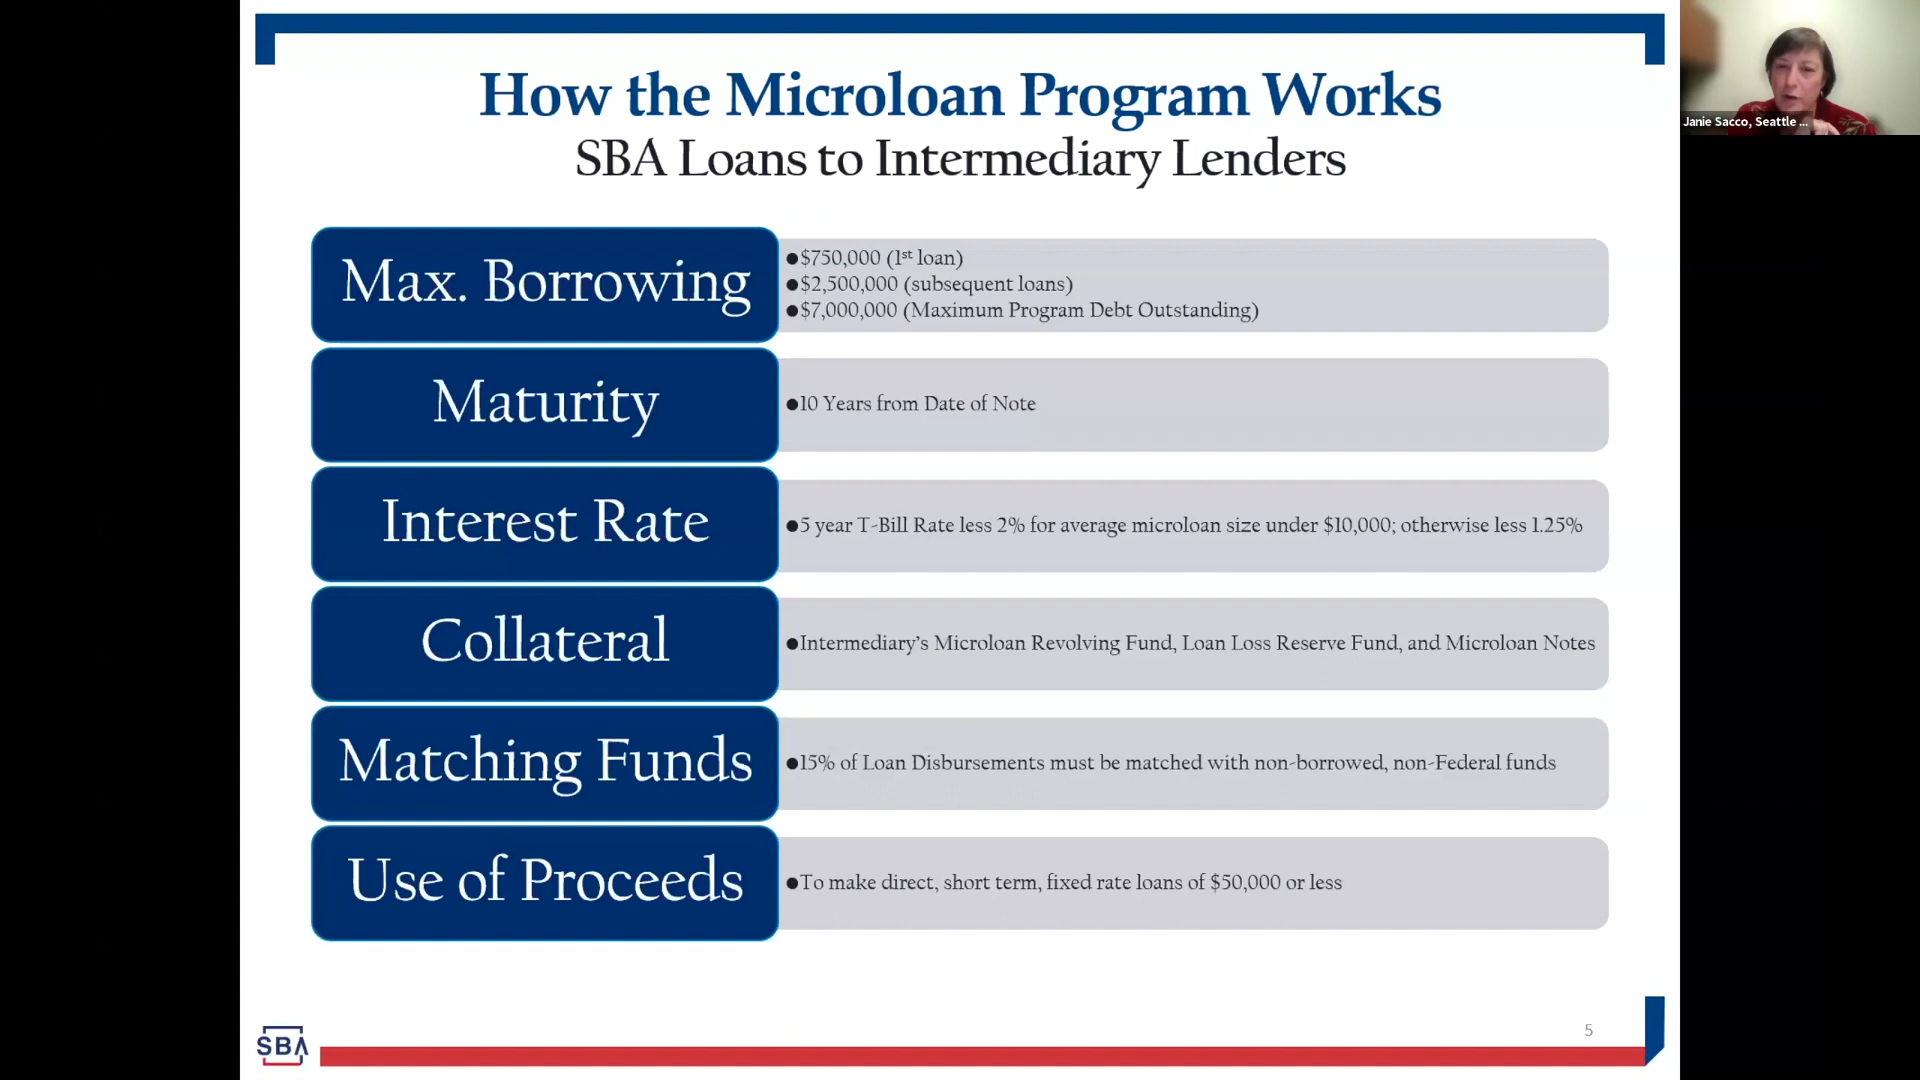 How the Microloan Program Works
SBA Loans to Intermediary Lenders
Janie Sacco, Seattle ...
Max. Borrowing
●$750,000 (1st loan)
●$2,500,000 (subsequent loans)
●$7,000,000 (Maximum Program Debt Outstanding)
Maturity
●10 Years from Date of Note
Interest Rate
●5 year T-Bill Rate less 2% for average microloan size under $10,000; otherwise less 1.25%
Collateral
●Intermediary's Microloan Revolving Fund, Loan Loss Reserve Fund, and Microloan Notes
Matching Funds
●15% of Loan Disbursements must be matched with non-borrowed, non-Federal funds
Use of Proceeds
●To make direct, short term, fixed rate loans of $50,000 or less
5
SBA